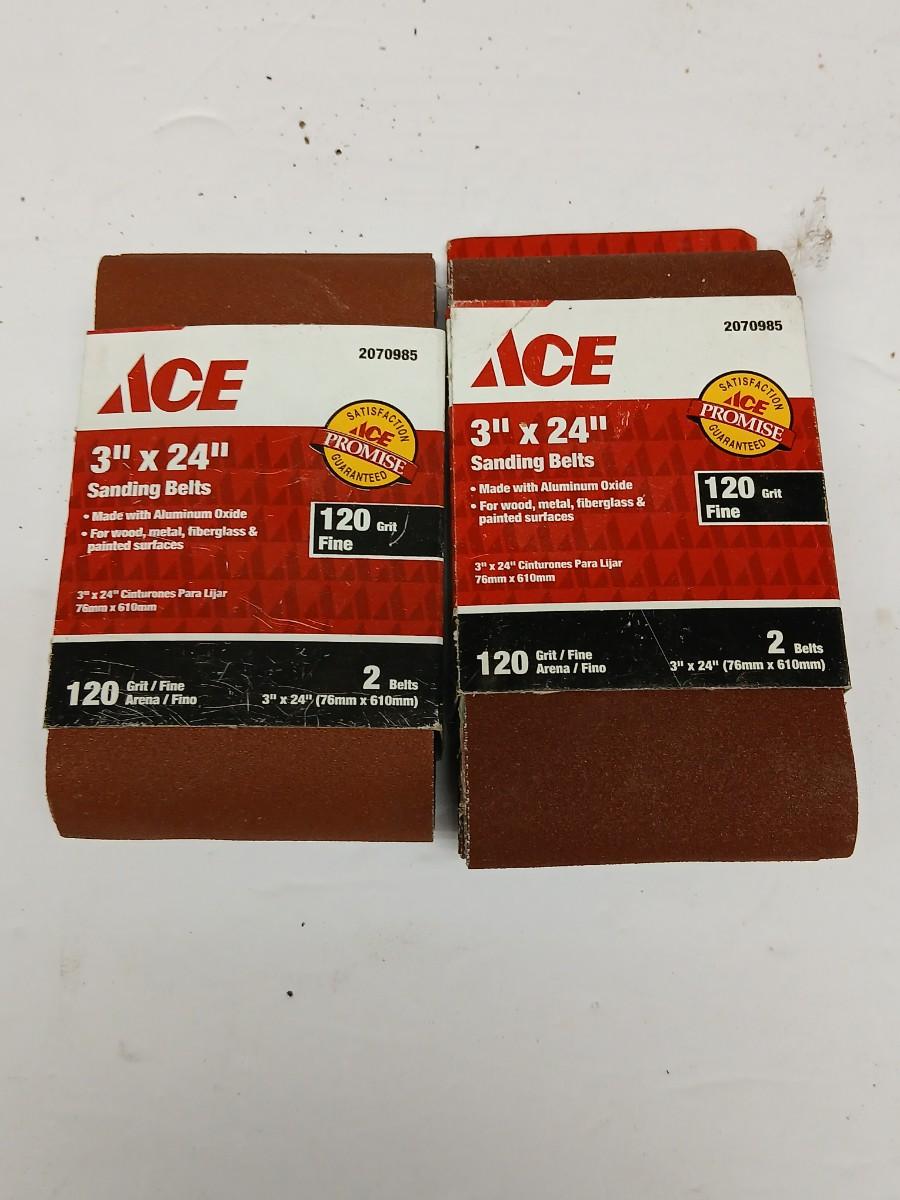 ACE
2070985
SATISFACTION
ACE
PROMISE
GUARANTEED
3" x 24"
Sanding Belts
• Made with Aluminum Oxide
• For wood, metal, fiberglass &
painted surfaces
120 Grit
Fine
3" x 24" Cinturones Para Lijar
76mm x 610mm
120 Grit / Fine
Arena / Fino
2 Belts
3" x 24" (76mm x 610mm)
ACE
2070985
SATISFACTION
ACE
PROMISE
GUARANTEED
3" x 24"
Sanding Belts
• Made with Aluminum Oxide
• For wood, metal, fiberglass &
painted surfaces
120 Grit
Fine
3" x 24" Cinturones Para Lijar
76mm x 610mm
120 Grit / Fine
Arena / Fino
2 Belts
3" x 24" (76mm x 610mm)